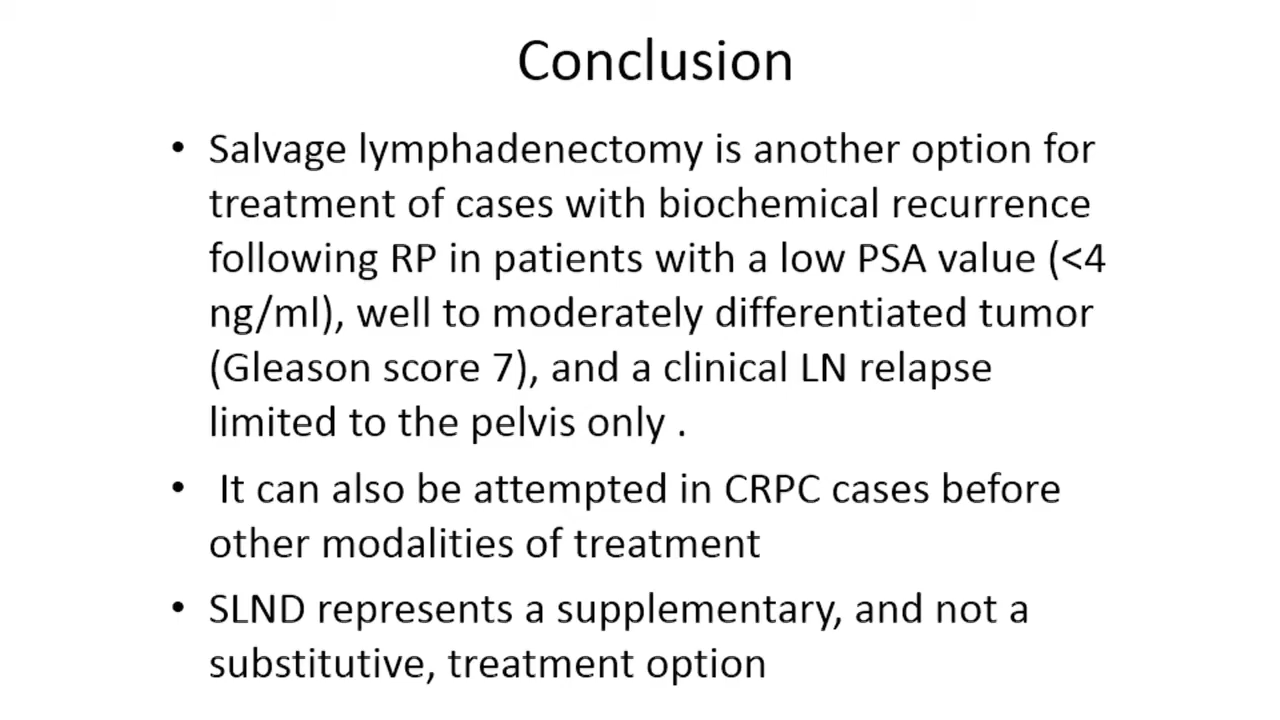 Conclusion
• Salvage lymphadenectomy is another option for
treatment of cases with biochemical recurrence
following RP in patients with a low PSA value (<4
ng/ml), well to moderately differentiated tumor
(Gleason score 7), and a clinical LN relapse
limited to the pelvis only .
• It can also be attempted in CRPC cases before
other modalities of treatment
• SLND represents a supplementary, and not a
substitutive, treatment option